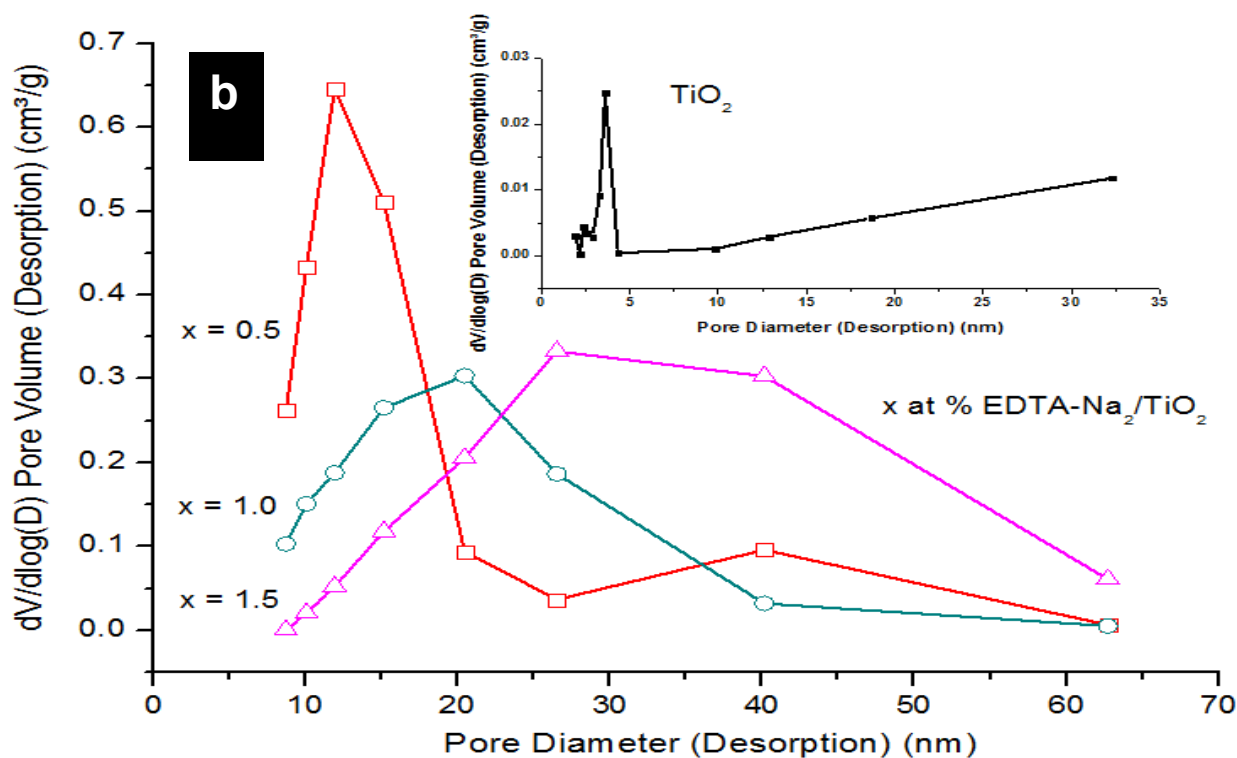 b
dV/dlog(D) Pore Volume (Desorption) (cm³/g)
0.7
0.6
0.5
0.4
0.3
0.2
0.1
0.0
0 10 20 30 40 50 60 70
Pore Diameter (Desorption) (nm)
x = 0.5
x = 1.0
x = 1.5
x at % EDTA-Na₂/TiO₂
dV/dlog(D) Pore Volume (Desorption) (cm³/g)
0.03
0.02
0.01
0.00
TiO₂
0 5 10 15 20 25 30 35
Pore Diameter (Desorption) (nm)